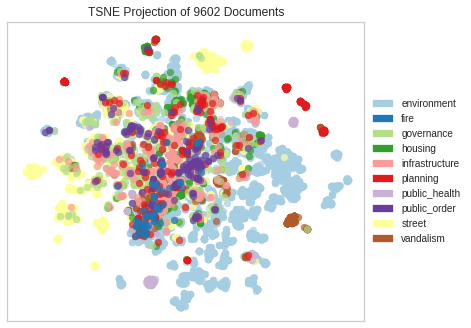 TSNE Projection of 9602 Documents
environment
fire
governance
housing
infrastructure
planning
public_health
public_order
street
vandalism